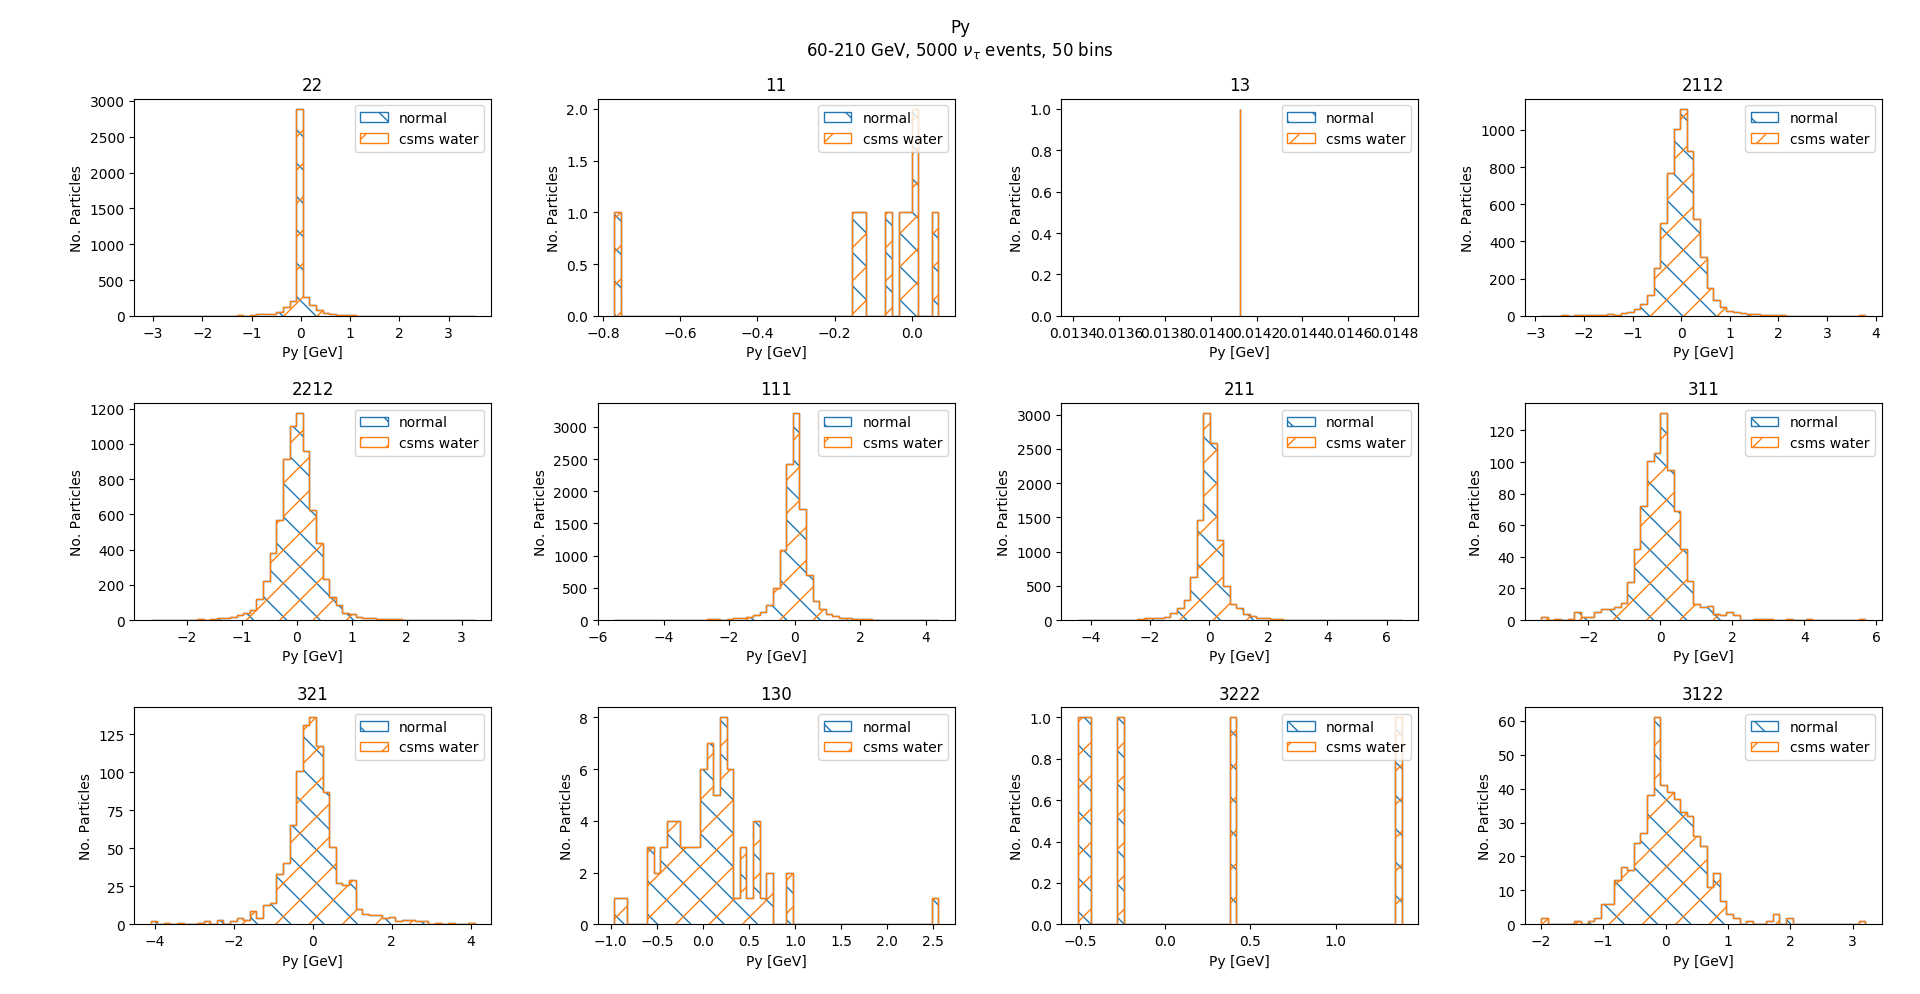 Py
60-210 GeV, 5000 ν_τ events, 50 bins
22
No. Particles
3000
2500
2000
1500
1000
500
0
normal
csms water
−3 −2 −1 0 1 2 3
Py [GeV]
11
No. Particles
2.0
1.5
1.0
0.5
0.0
normal
csms water
−0.8 −0.6 −0.4 −0.2 0.0
Py [GeV]
13
No. Particles
1.0
0.8
0.6
0.4
0.2
0.0
normal
csms water
0.0134 0.0136 0.0138 0.0140 0.0142 0.0144 0.0146 0.0148
Py [GeV]
2112
No. Particles
1000
800
600
400
200
0
normal
csms water
−3 −2 −1 0 1 2 3 4
Py [GeV]
2212
No. Particles
1200
1000
800
600
400
200
0
normal
csms water
−2 −1 0 1 2 3
Py [GeV]
111
No. Particles
3000
2500
2000
1500
1000
500
0
normal
csms water
−6 −4 −2 0 2 4
Py [GeV]
211
No. Particles
3000
2500
2000
1500
1000
500
0
normal
csms water
−4 −2 0 2 4 6
Py [GeV]
311
No. Particles
120
100
80
60
40
20
0
normal
csms water
−2 0 2 4 6
Py [GeV]
321
No. Particles
125
100
75
50
25
0
normal
csms water
−4 −2 0 2 4
Py [GeV]
130
No. Particles
8
6
4
2
0
normal
csms water
−1.0 −0.5 0.0 0.5 1.0 1.5 2.0 2.5
Py [GeV]
3222
No. Particles
1.0
0.8
0.6
0.4
0.2
0.0
normal
csms water
−0.5 0.0 0.5 1.0
Py [GeV]
3122
No. Particles
60
50
40
30
20
10
0
normal
csms water
−2 −1 0 1 2 3
Py [GeV]